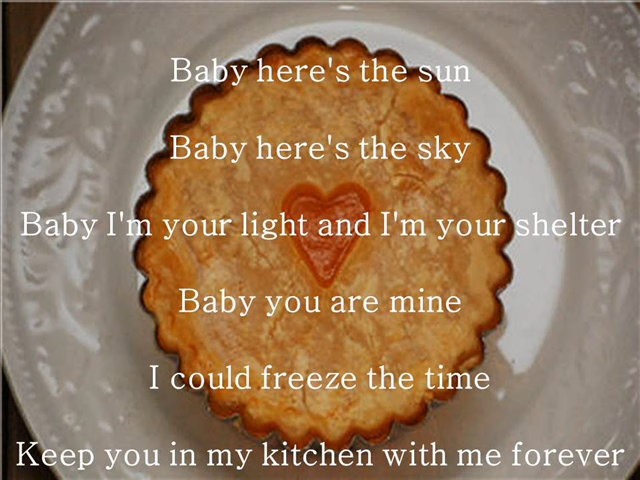 Baby here's the sun
Baby here's the sky
Baby I'm your light and I'm your shelter
Baby you are mine
I could freeze the time
Keep you in my kitchen with me forever